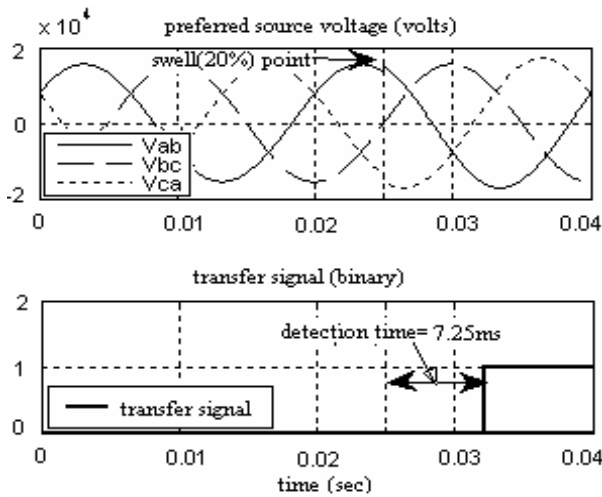 x 10⁴
preferred source voltage (volts)
2
swell(20%) point
0
Vab
Vbc
Vca
-2
0 0.01 0.02 0.03 0.04
transfer signal (binary)
2
detection time= 7.25ms
1
transfer signal
0
0 0.01 0.02 0.03 0.04
time (sec)